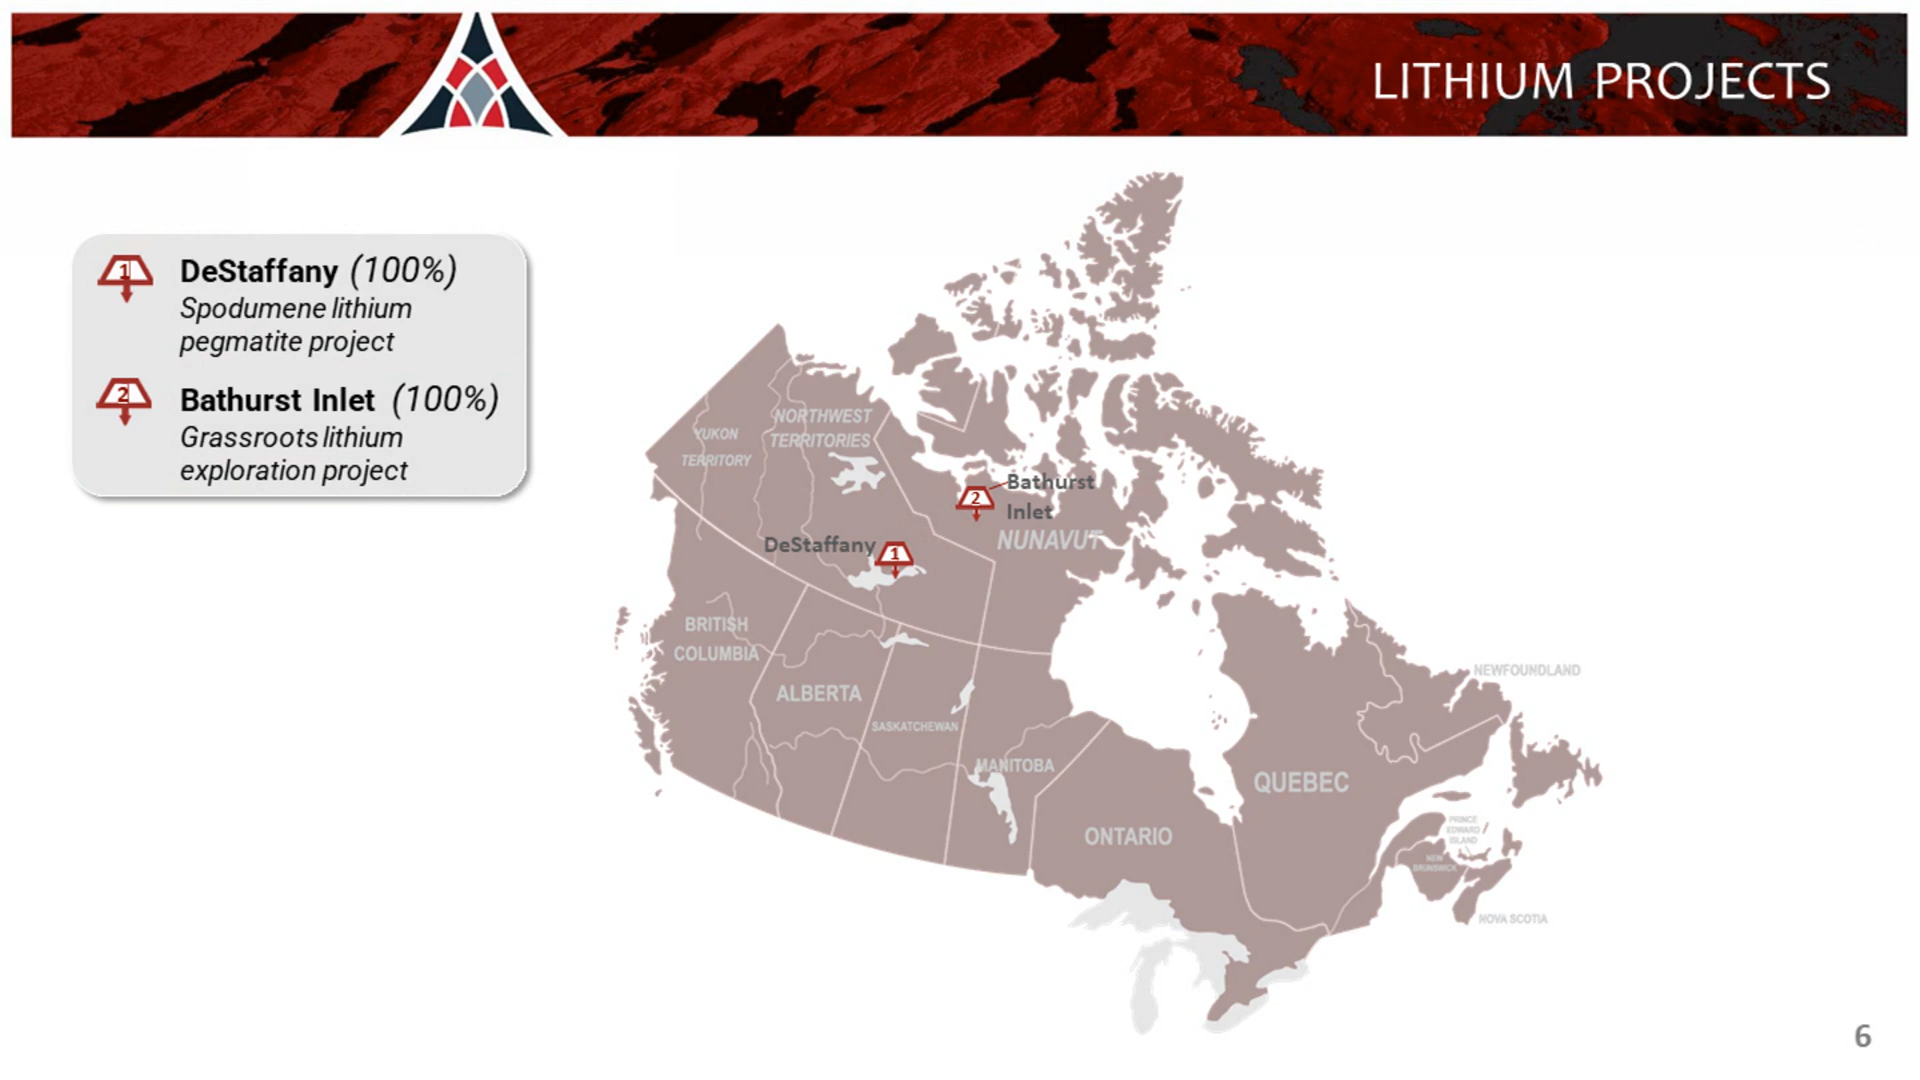 LITHIUM PROJECTS
1
DeStaffany (100%)
Spodumene lithium
pegmatite project
2
Bathurst Inlet (100%)
Grassroots lithium
exploration project
NORTHWEST
TERRITORIES
YUKON
TERRITORY
Bathurst
Inlet
2
NUNAVUT
DeStaffany
1
BRITISH
COLUMBIA
ALBERTA
SASKATCHEWAN
MANITOBA
ONTARIO
QUEBEC
NEWFOUNDLAND
PRINCE
EDWARD
ISLAND
NEW
BRUNSWICK
NOVA SCOTIA
6